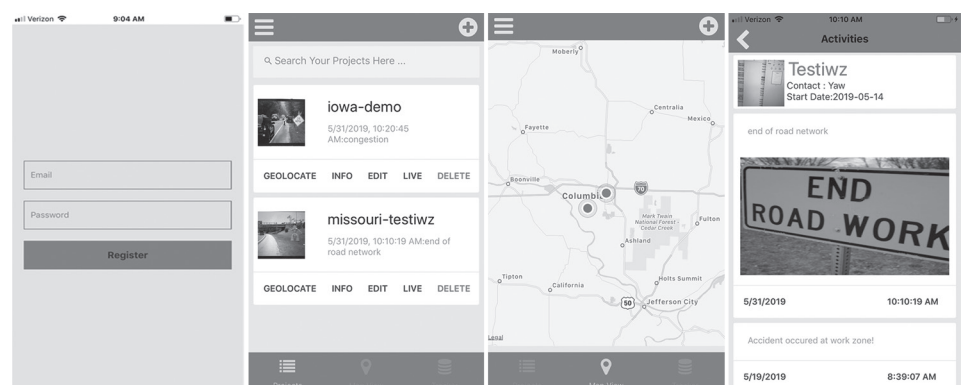 Verizon
9:04 AM
Email
Password
Register
Search Your Projects Here ...
iowa-demo
5/31/2019, 10:20:45
AM:congestion
GEOLOCATE INFO EDIT LIVE DELETE
missouri-testiwz
5/31/2019, 10:10:19 AM:end of
road network
GEOLOCATE INFO EDIT LIVE DELETE
Projects
Moberly
Centralia
Mexico
Fayette
Boonville
70
Columbia
Mark Twain
National Forest -
Cedar Creek
Fulton
Ashland
Tipton
California
Holts Summit
50
Jefferson City
Legal
Map View
Verizon
10:10 AM
Activities
Testiwz
Contact : Yaw
Start Date:2019-05-14
end of road network
END
ROAD WORK
5/31/2019 10:10:19 AM
Accident occured at work zone!
5/19/2019 8:39:07 AM